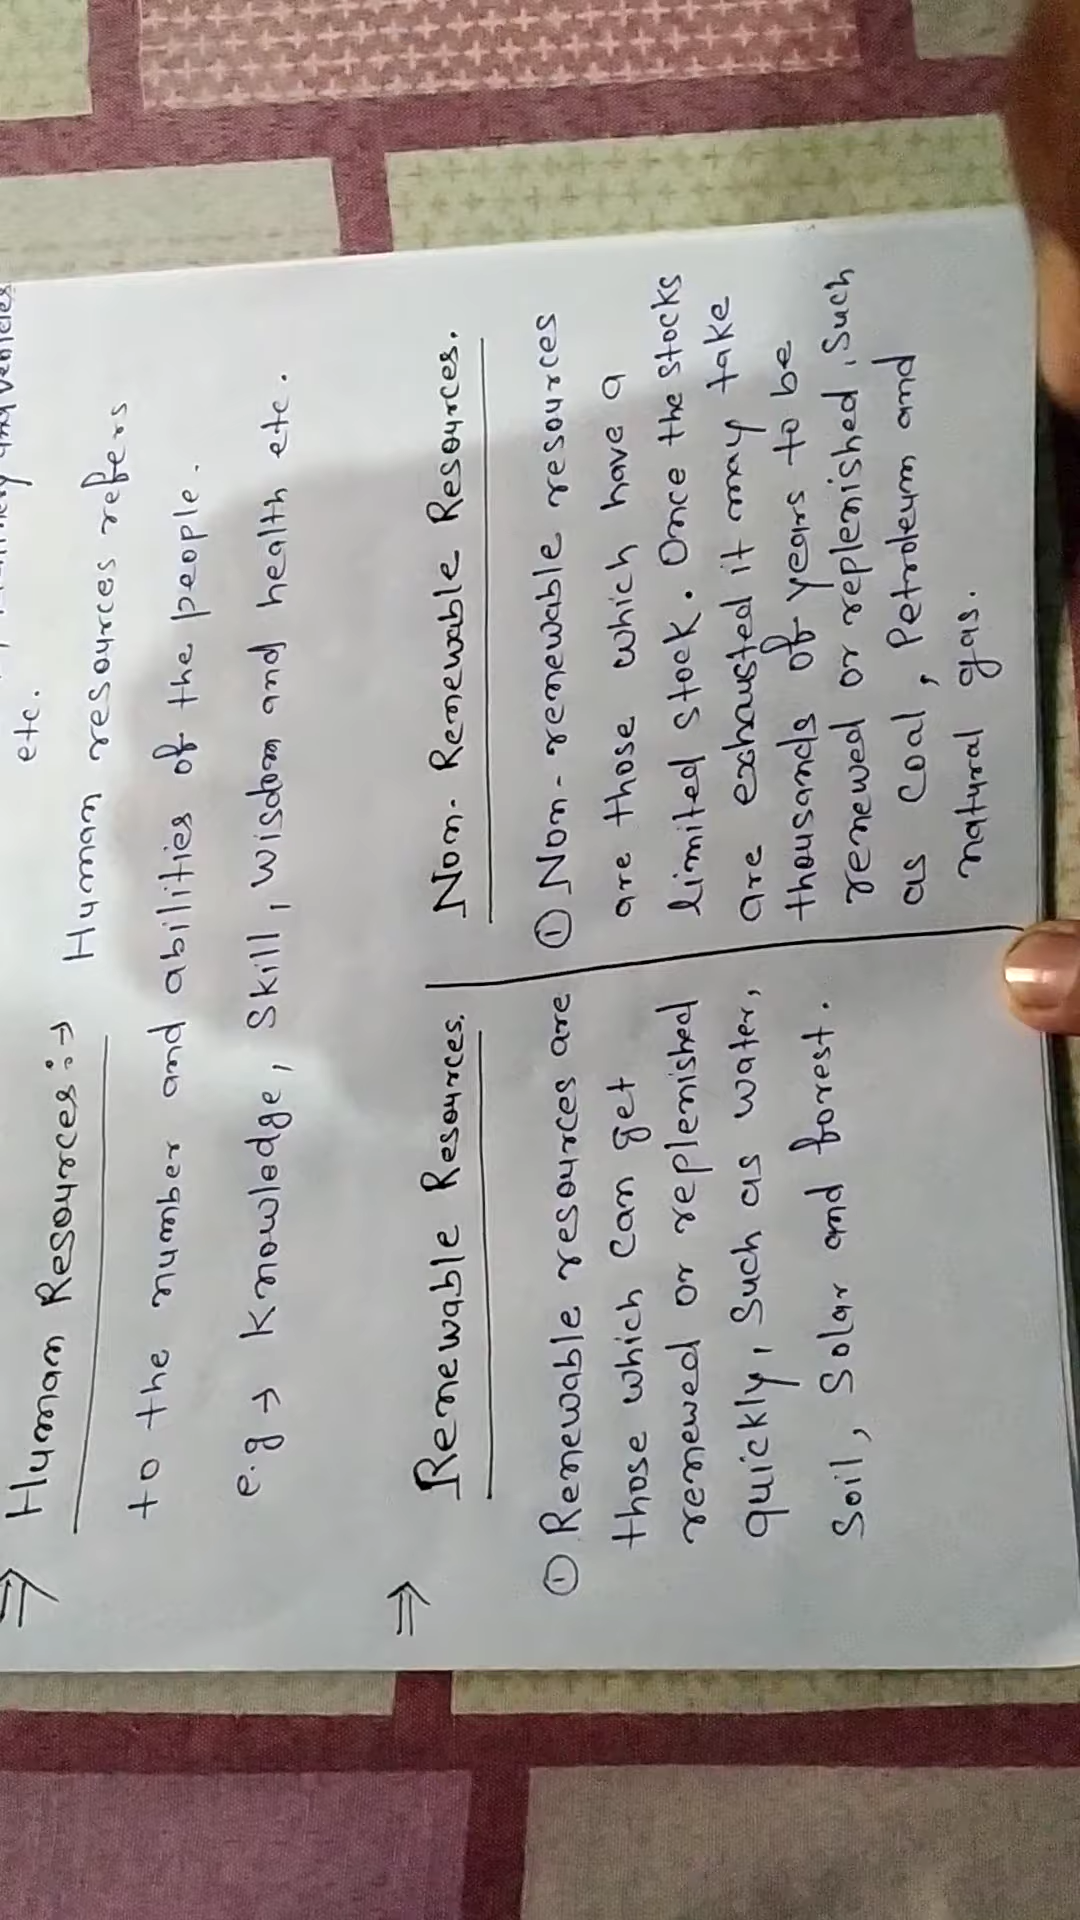 and vehicles
etc.
⇒ Human Resources:→ Human resources refers
to the number and abilities of the people.
e.g → Knowledge, Skill, wisdom and health etc.
⇒ Renewable Resources.
① Renewable resources are
those which can get
renewed or replenished
quickly, Such as water,
Soil, Solar and forest.
Non-Renewable Resources.
① Non-renewable resources
are those which have a
limited stock. Once the stocks
are exhausted it may take
thousands of years to be
renewed or replenished, Such
as Coal, Petroleum and
natural gas.